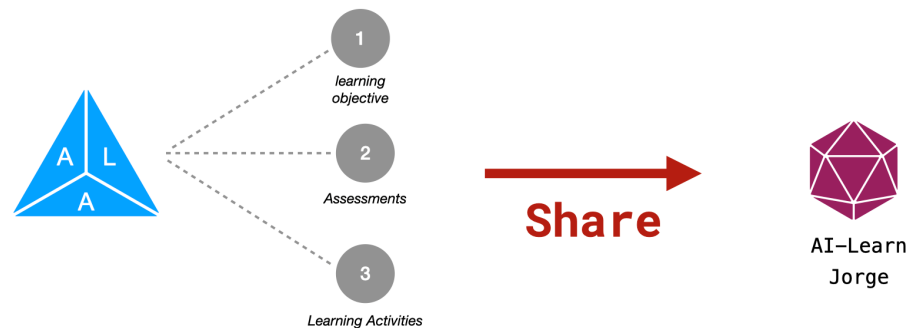 A L
A
1
learning
objective
2
Assessments
3
Learning Activities
Share
AI-Learn
Jorge